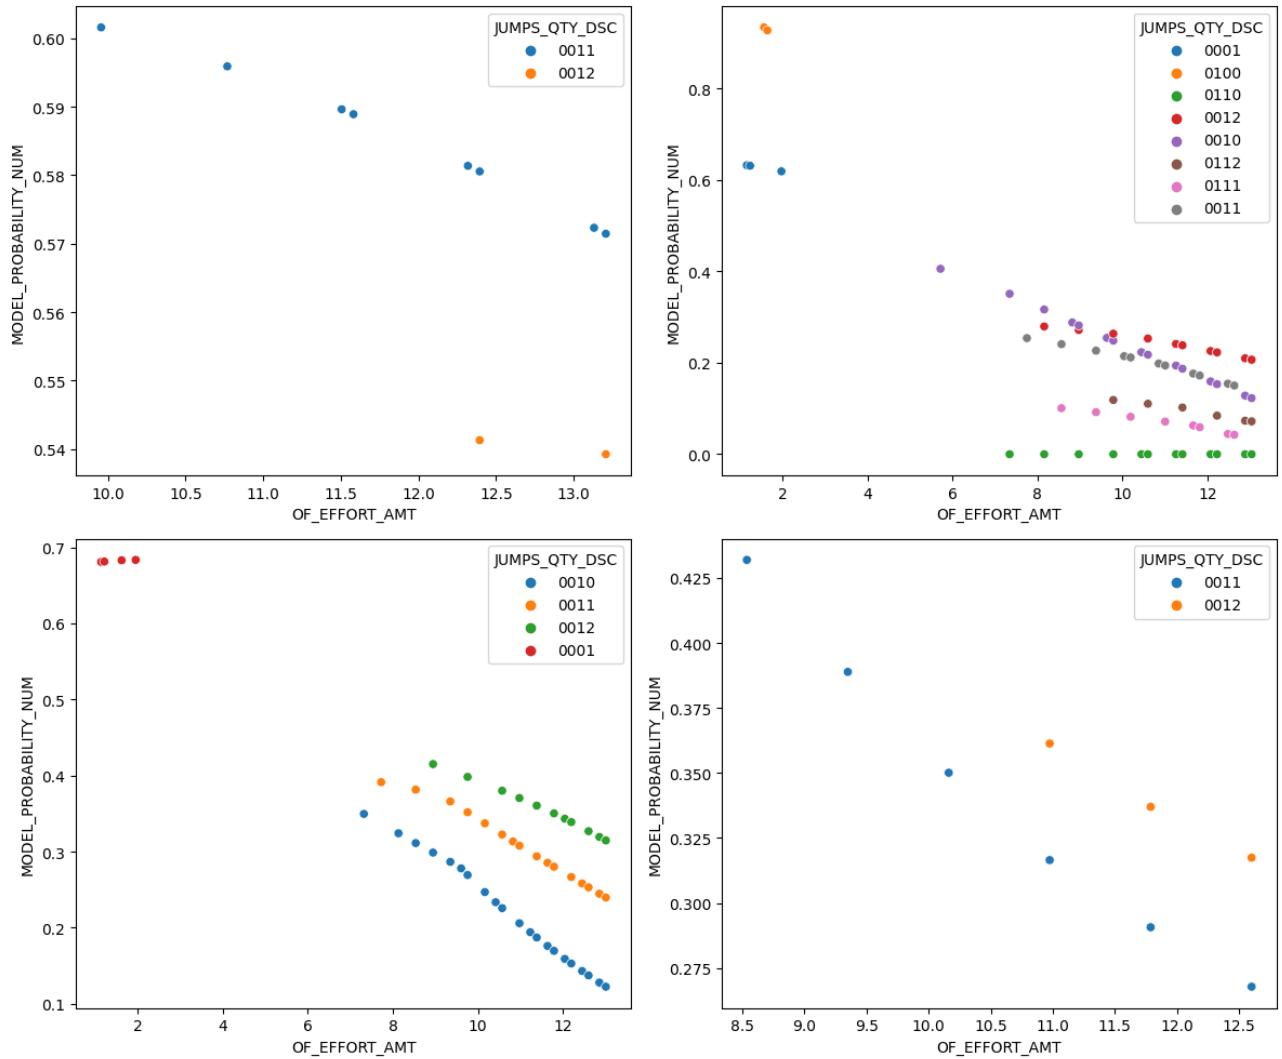 JUMPS_QTY_DSC
0011
0012
MODEL_PROBABILITY_NUM
0.60
0.59
0.58
0.57
0.56
0.55
0.54
10.0 10.5 11.0 11.5 12.0 12.5 13.0
OF_EFFORT_AMT
JUMPS_QTY_DSC
0001
0100
0110
0012
0010
0112
0111
0011
MODEL_PROBABILITY_NUM
0.8
0.6
0.4
0.2
0.0
2 4 6 8 10 12
OF_EFFORT_AMT
JUMPS_QTY_DSC
0010
0011
0012
0001
MODEL_PROBABILITY_NUM
0.7
0.6
0.5
0.4
0.3
0.2
0.1
2 4 6 8 10 12
OF_EFFORT_AMT
JUMPS_QTY_DSC
0011
0012
MODEL_PROBABILITY_NUM
0.425
0.400
0.375
0.350
0.325
0.300
0.275
8.5 9.0 9.5 10.0 10.5 11.0 11.5 12.0 12.5
OF_EFFORT_AMT